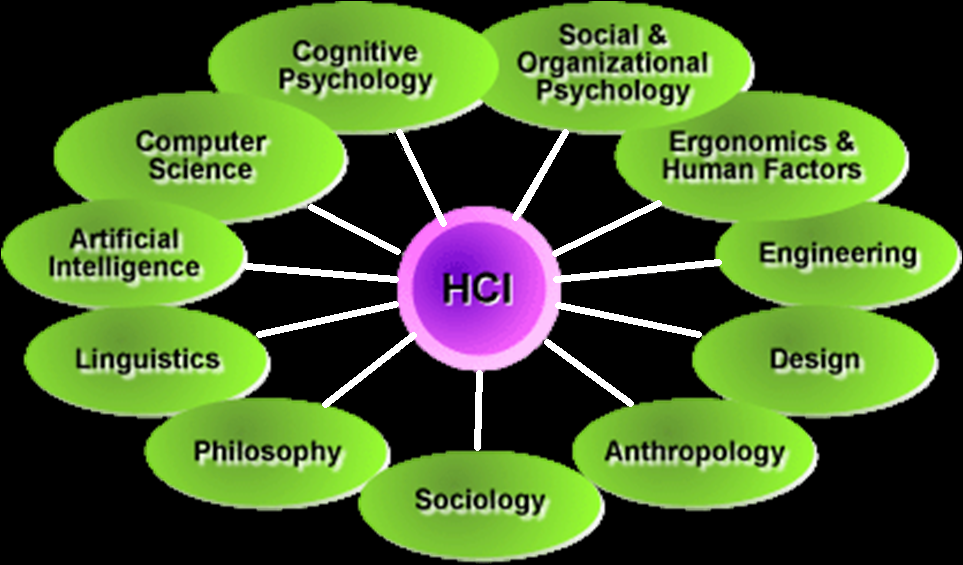 Cognitive
Psychology
Social &
Organizational
Psychology
Computer
Science
Ergonomics &
Human Factors
Artificial
Intelligence
Engineering
HCI
Linguistics
Design
Philosophy
Anthropology
Sociology